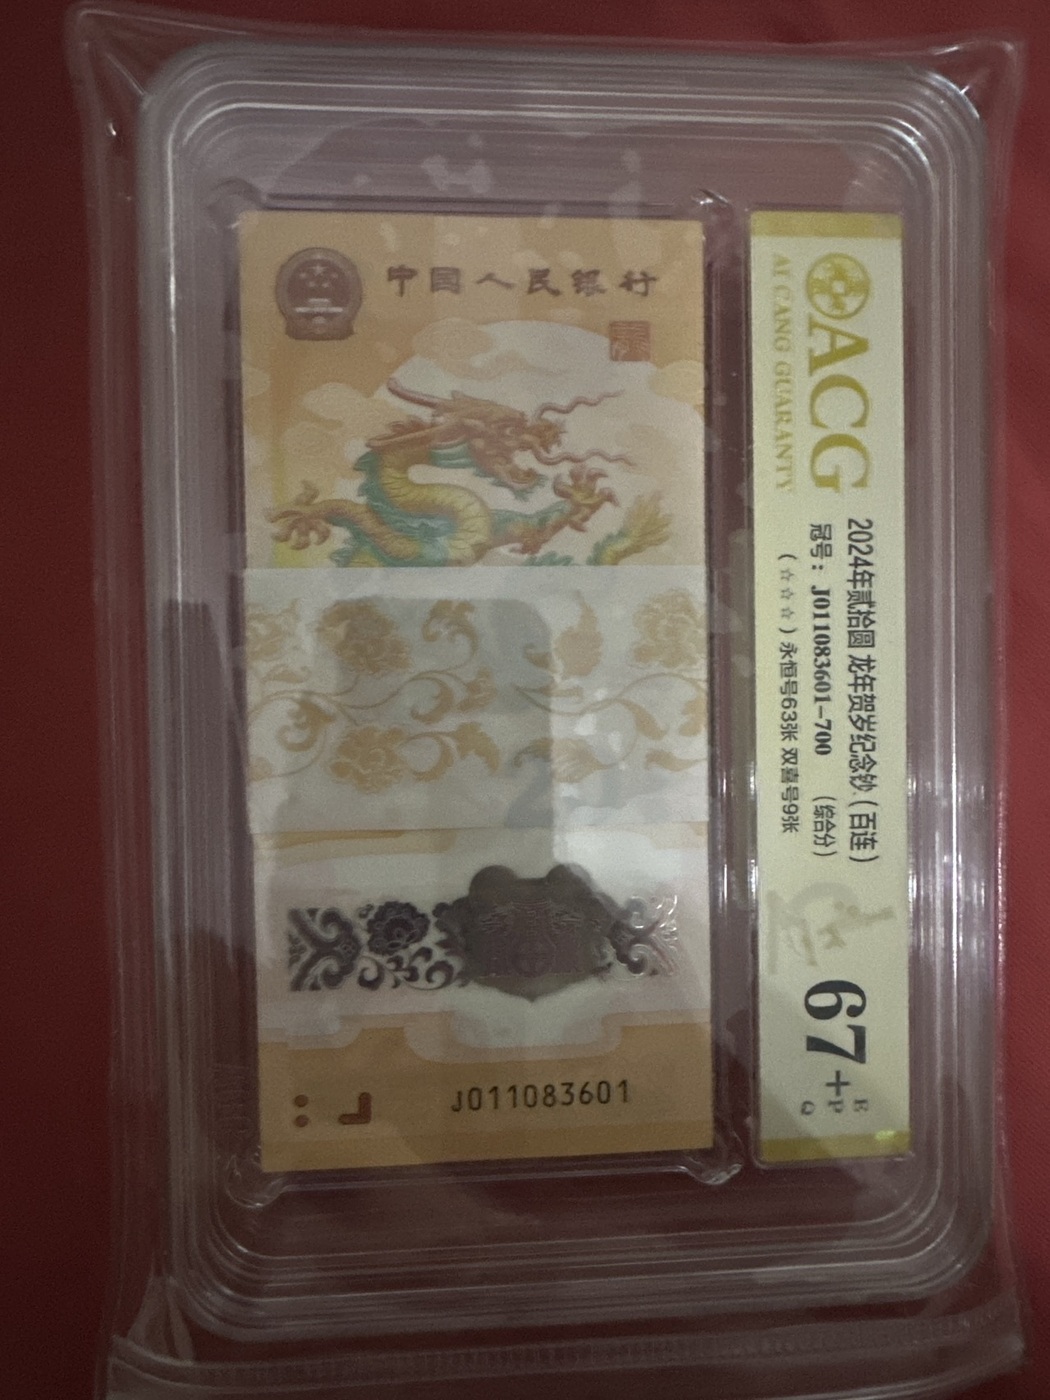 中国人民银行
J011083601
ACG
AI CANG GUARANTY
2024年贰拾圆 龙年贺岁纪念钞(百连)
冠号:J011083601-700 (综合分)
(☆☆☆)永恒号63张 双喜号9张
67+
E
P
Q